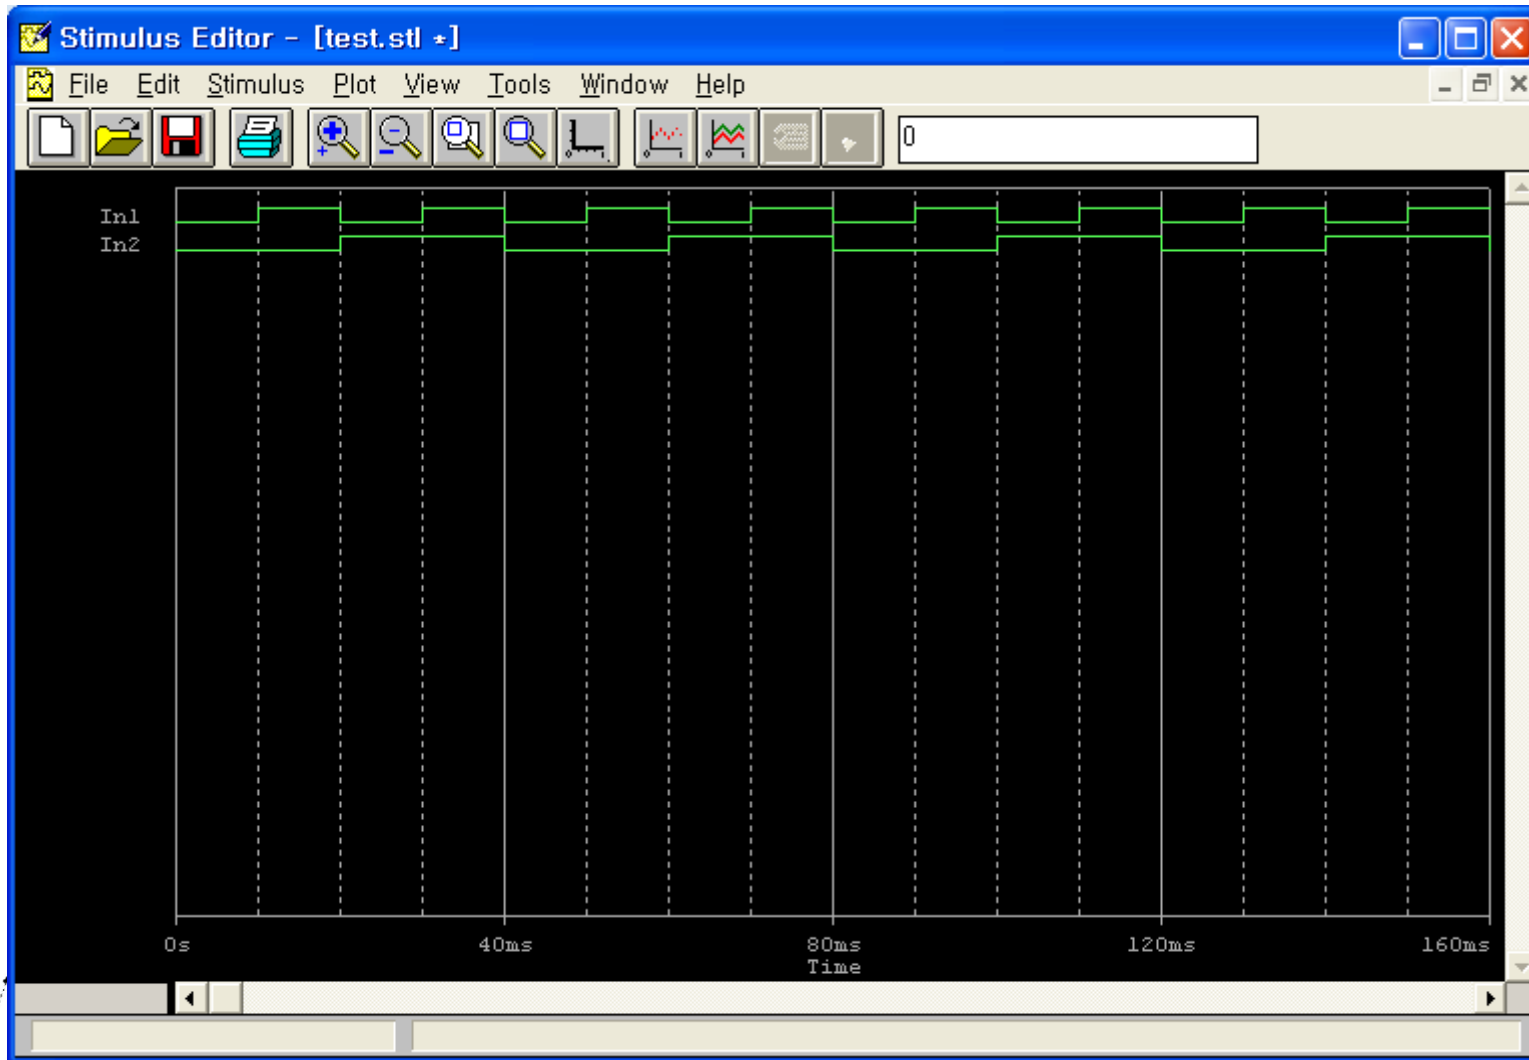 Stimulus Editor - [test.stl *]
File Edit Stimulus Plot View Tools Window Help
0
In1
In2
0s 40ms 80ms 120ms 160ms
Time